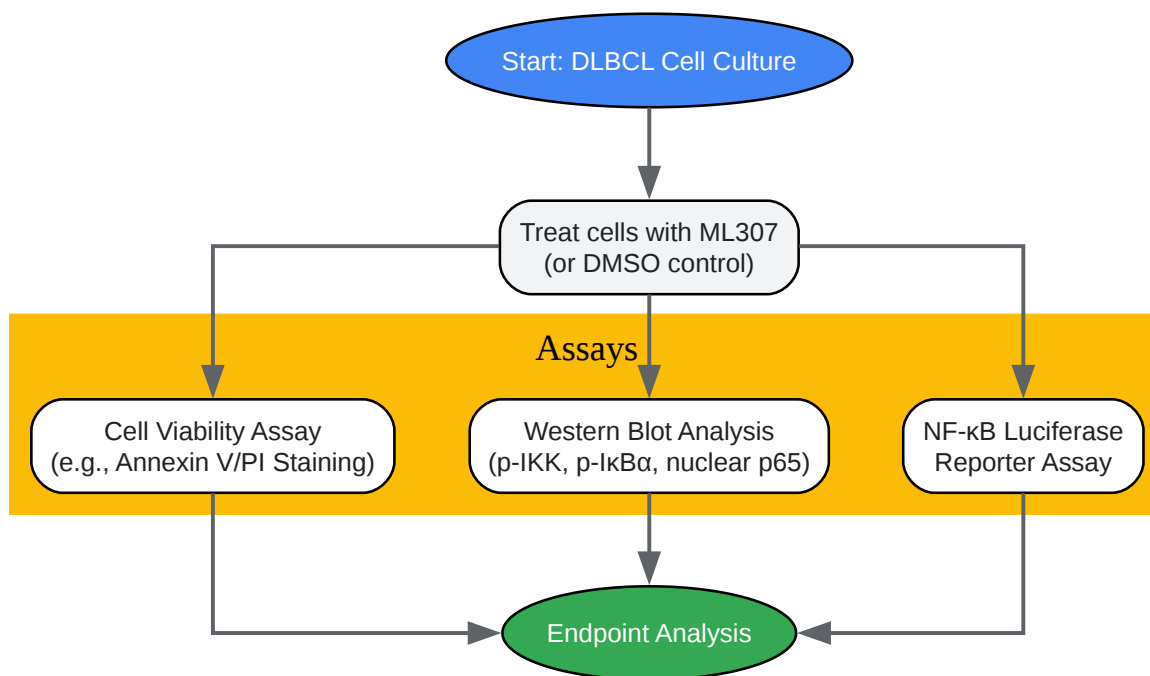 Start: DLBCL Cell Culture
Treat cells with ML307
(or DMSO control)
Assays
Cell Viability Assay
(e.g., Annexin V/PI Staining)
Western Blot Analysis
(p-IKK, p-IκBα, nuclear p65)
NF-κB Luciferase
Reporter Assay
Endpoint Analysis